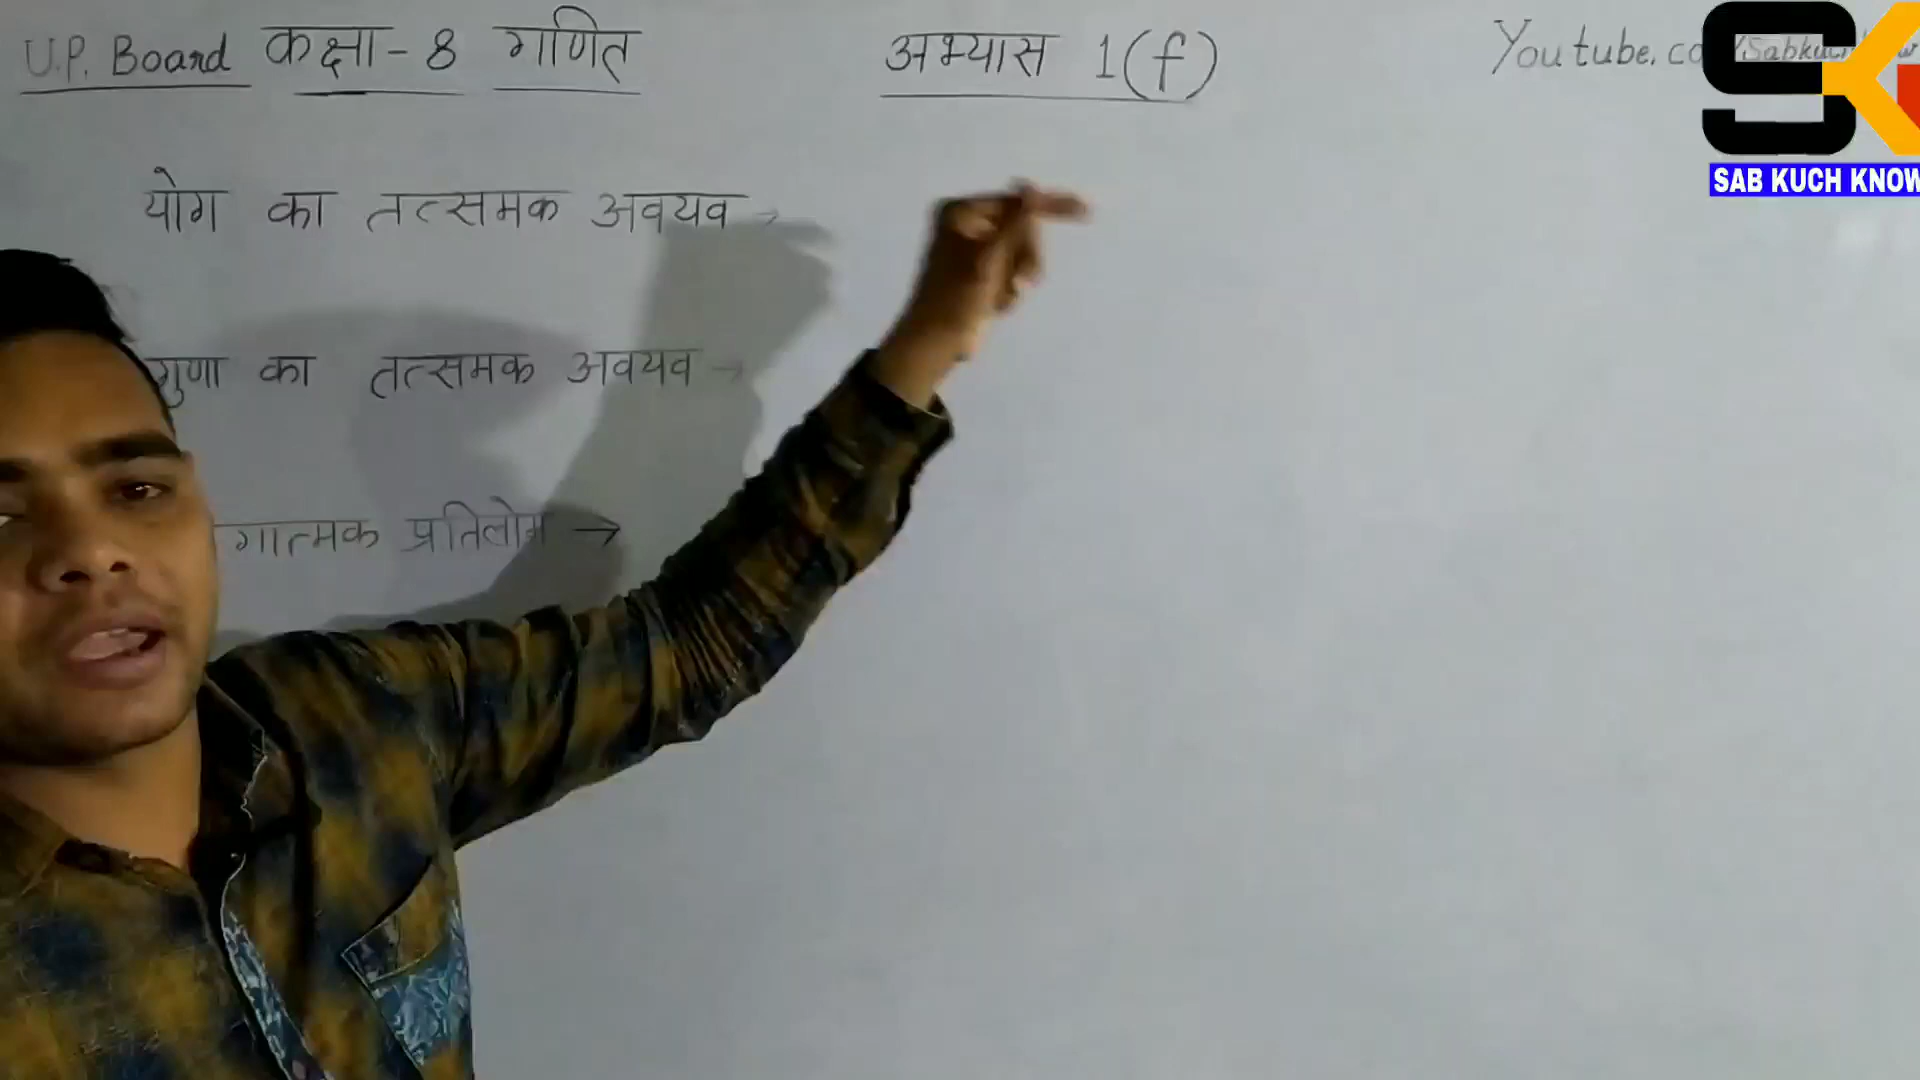 U.P. Board कक्षा - 8 गणित अभ्यास 1(f) Youtube.co
SAB KUCH KNOW
योग का तत्समक अवयव →
गुणा का तत्समक अवयव →
गात्मक प्रतिलोम →